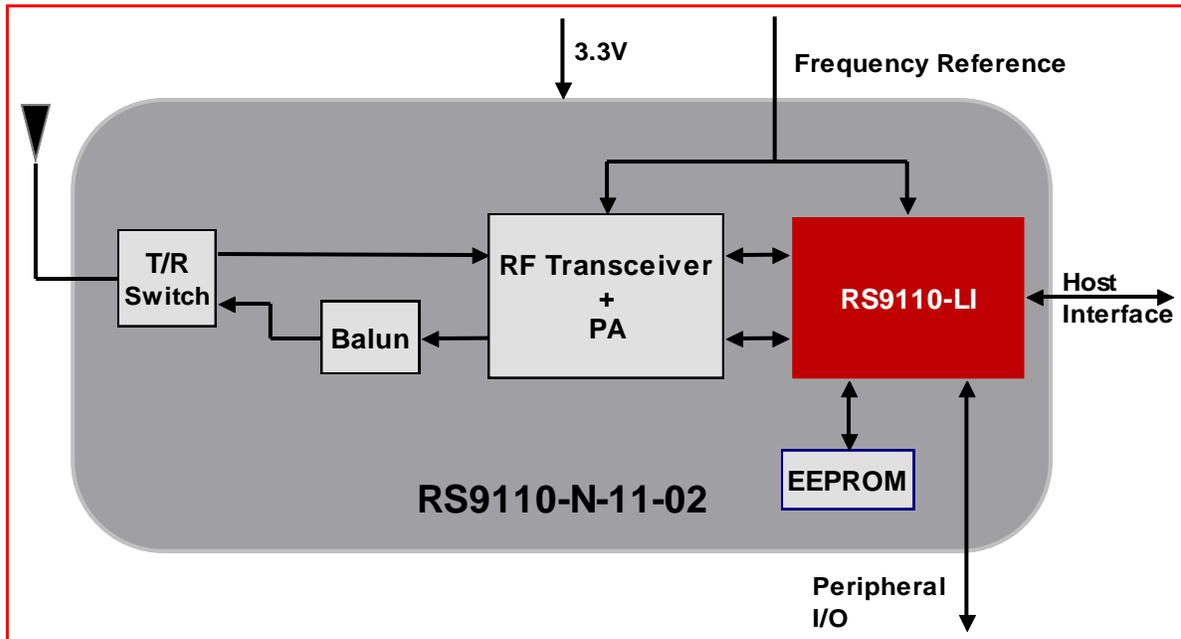 3.3V
Frequency Reference
T/R
Switch
RF Transceiver
+
PA
Balun
RS9110-LI
Host
Interface
EEPROM
RS9110-N-11-02
Peripheral
I/O